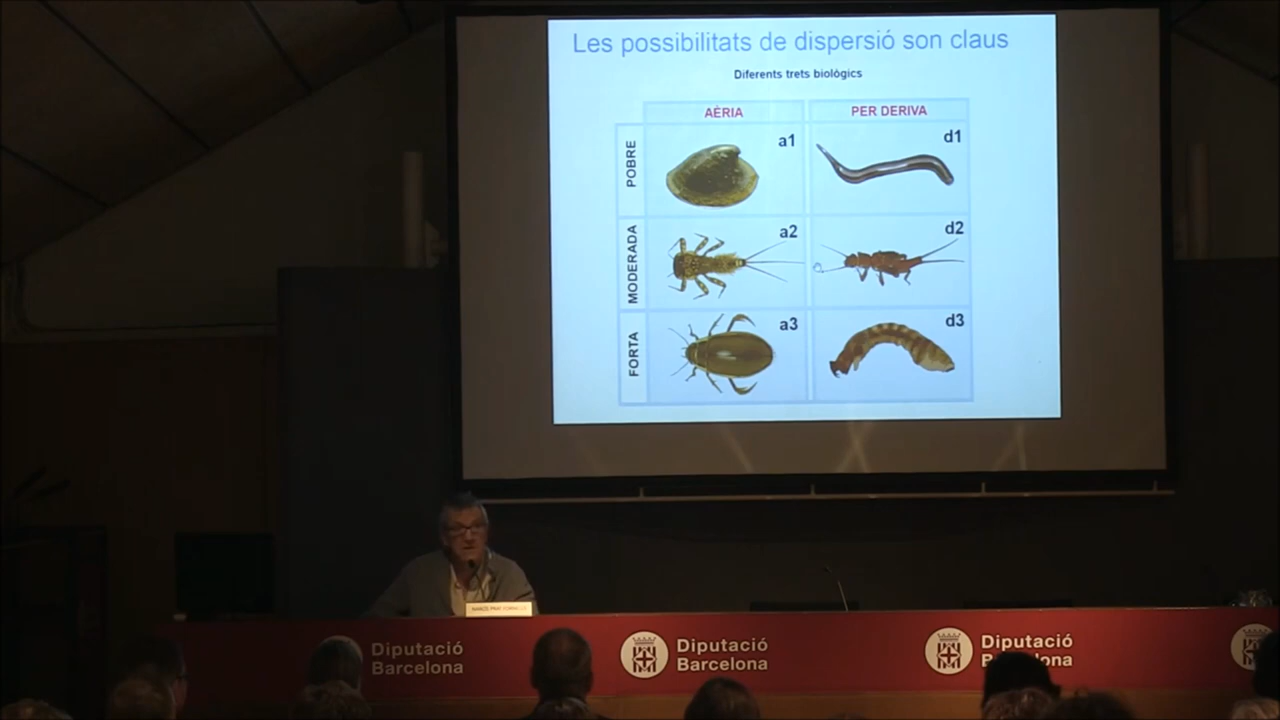 Les possibilitats de dispersió son claus
Diferents trets biològics
AÈRIA
PER DERIVA
POBRE
a1
d1
MODERADA
a2
d2
FORTA
a3
d3
Diputació
Barcelona
Diputació
Barcelona
Diputació
Barcelona